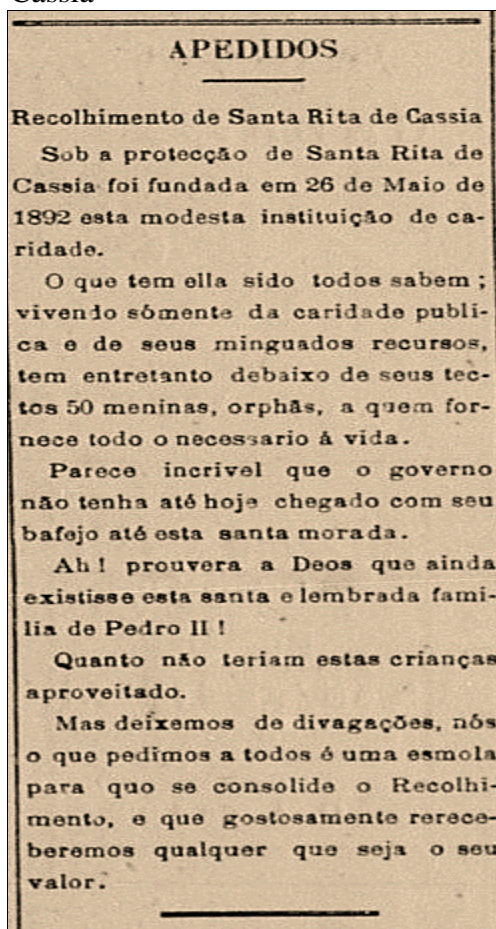 Cassia
APEDIDOS
Recolhimento de Santa Rita de Cassia
Sob a protecção de Santa Rita de
Cassia foi fundada em 26 de Maio de
1892 esta modesta instituição de ca-
ridade.
O que tem ella sido todos sabem ;
vivendo sómente da caridade publi-
ca e de seus minguados recursos,
tem entretanto debaixo de seus tec-
tos 50 meninas, orphãs, a quem for-
nece todo o necessario á vida.
Parece incrivel que o governo
não tenha até hoje chegado com seu
bafejo até esta santa morada.
Ah! prouvera a Deos que ainda
existisse esta santa e lembrada fami-
lia de Pedro II !
Quanto não teriam estas crianças
aproveitado.
Mas deixemos de divagações, nós
o que pedimos a todos é uma esmola
para quo se consolide o Recolhi-
mento, e que gostosamente rerece-
beremos qualquer que seja o seu
valor.